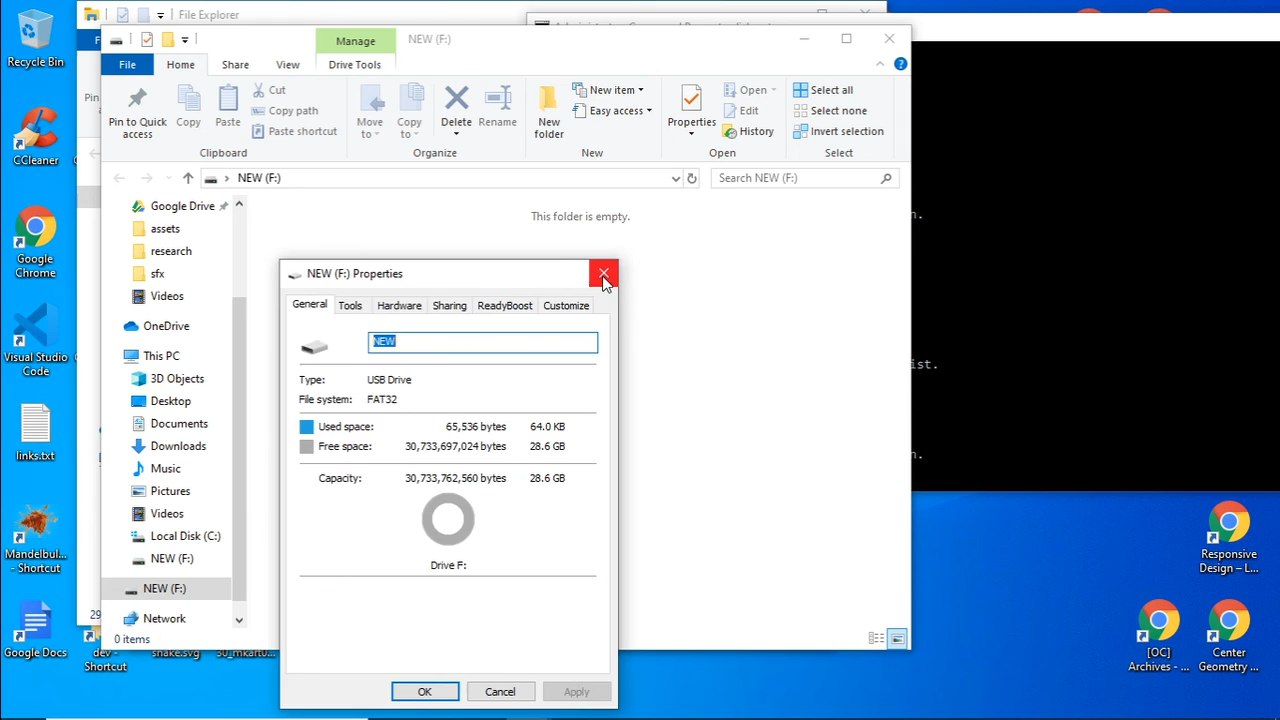 File Explorer
Manage
NEW (F:)
File
Home
Share
View
Drive Tools
Pin to Quick access
Copy
Paste
Cut
Copy path
Paste shortcut
Clipboard
Move to
Copy to
Delete
Rename
Organize
New folder
New item
Easy access
New
Properties
Open
Edit
History
Open
Select all
Select none
Invert selection
Select
NEW (F:)
Search NEW (F:)
This folder is empty.
Google Drive
assets
research
sfx
Videos
OneDrive
This PC
3D Objects
Desktop
Documents
Downloads
Music
Pictures
Videos
Local Disk (C:)
NEW (F:)
NEW (F:)
Network
0 items
NEW (F:) Properties
General
Tools
Hardware
Sharing
ReadyBoost
Customize
NEW
Type: USB Drive
File system: FAT32
Used space: 65,536 bytes 64.0 KB
Free space: 30,733,697,024 bytes 28.6 GB
Capacity: 30,733,762,560 bytes 28.6 GB
Drive F:
OK
Cancel
Apply
Recycle Bin
CCleaner
Google
Chrome
Visual Studio
Code
links.txt
Mandelbul...
- Shortcut
Google Docs
dev -
Shortcut
snake.svg
Responsive
Design – L...
[OC]
Archives - ...
Center
Geometry ...
ist.